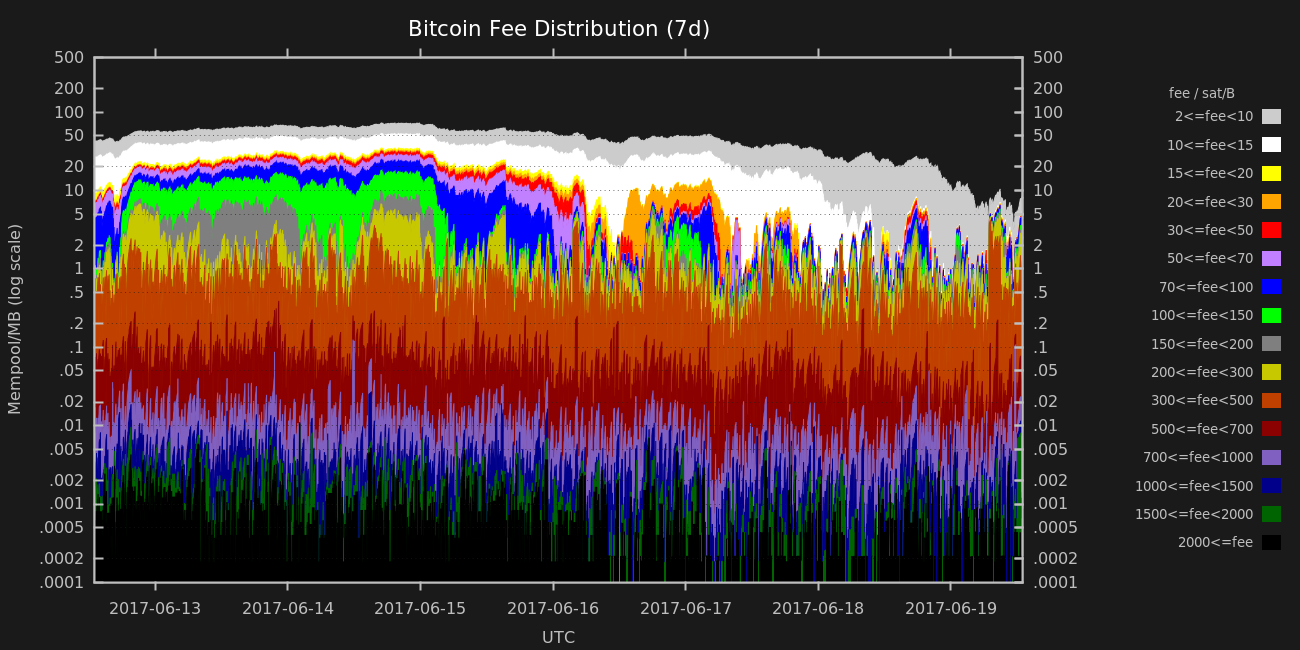 Bitcoin Fee Distribution (7d)
Mempool/MB (log scale)
500
200
100
50
20
10
5
2
1
.5
.2
.1
.05
.02
.01
.005
.002
.001
.0005
.0002
.0001
500
200
100
50
20
10
5
2
1
.5
.2
.1
.05
.02
.01
.005
.002
.001
.0005
.0002
.0001
2017-06-13 2017-06-14 2017-06-15 2017-06-16 2017-06-17 2017-06-18 2017-06-19
UTC
fee / sat/B
2<=fee<10
10<=fee<15
15<=fee<20
20<=fee<30
30<=fee<50
50<=fee<70
70<=fee<100
100<=fee<150
150<=fee<200
200<=fee<300
300<=fee<500
500<=fee<700
700<=fee<1000
1000<=fee<1500
1500<=fee<2000
2000<=fee